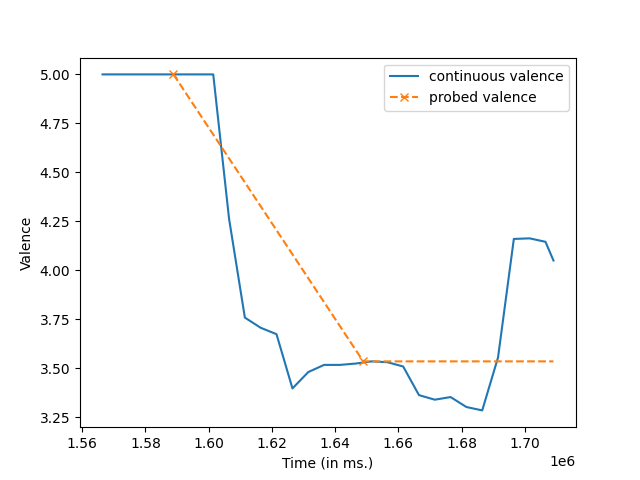 continuous valence
probed valence
5.00
4.75
4.50
4.25
4.00
3.75
3.50
3.25
Valence
1.56 1.58 1.60 1.62 1.64 1.66 1.68 1.70
Time (in ms.)
1e6